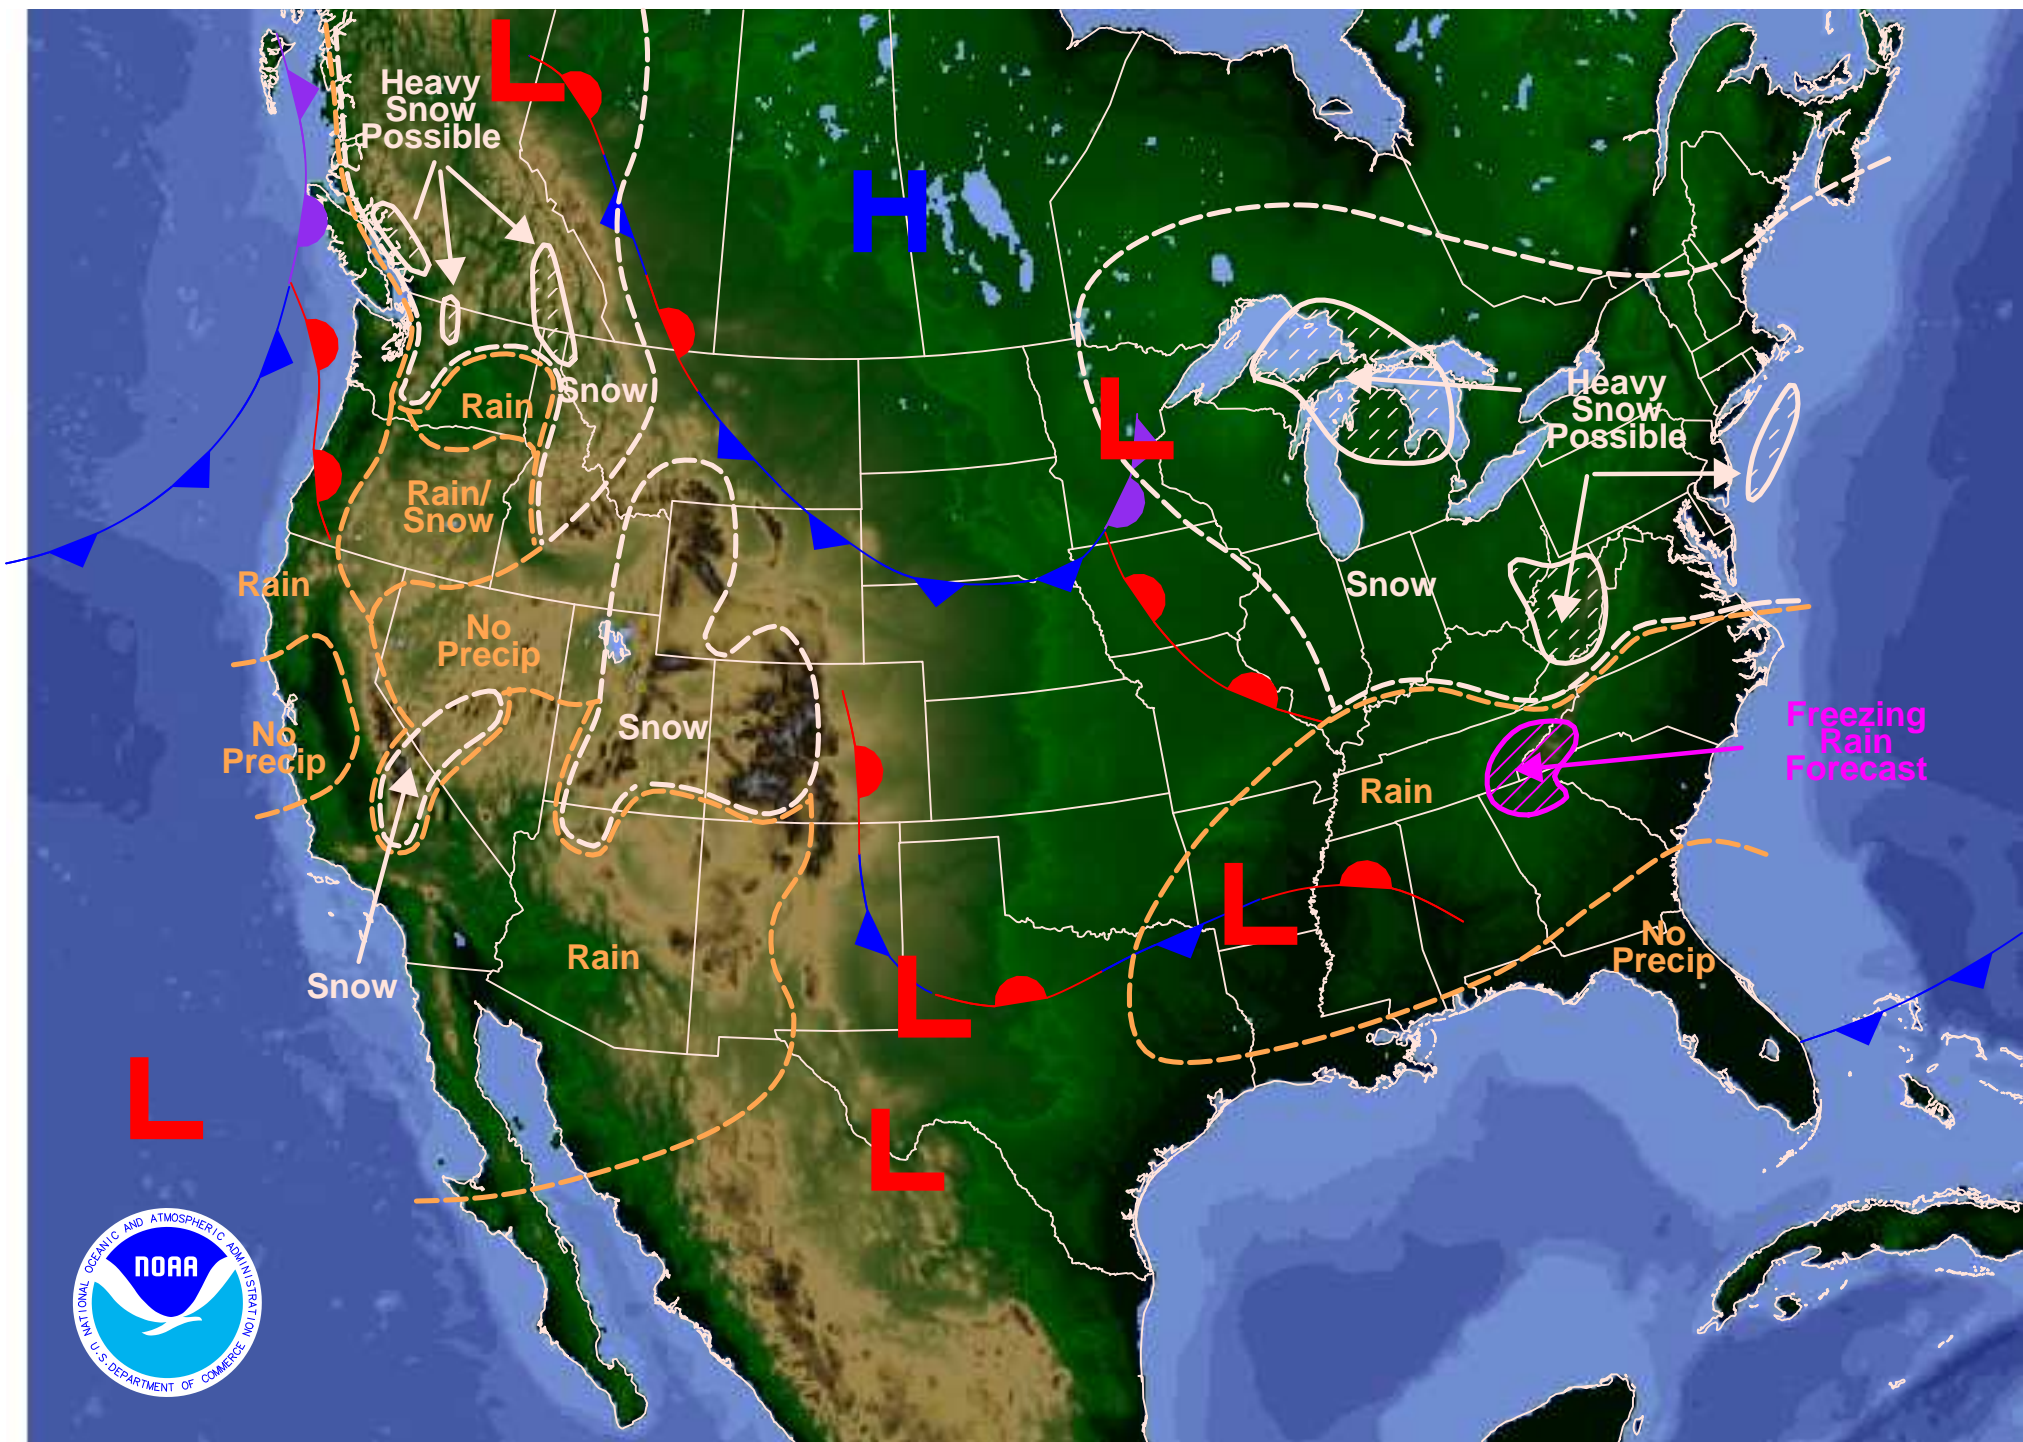 L
Heavy
Snow
Possible
H
L
Snow
Rain
Heavy
Snow
Possible
Rain/
Snow
Rain
Snow
No
Precip
No
Precip
Snow
Freezing
Rain
Forecast
Rain
L
No
Precip
Rain
Snow
L
L
L
NOAA
NATIONAL OCEANIC AND ATMOSPHERIC ADMINISTRATION
U.S. DEPARTMENT OF COMMERCE